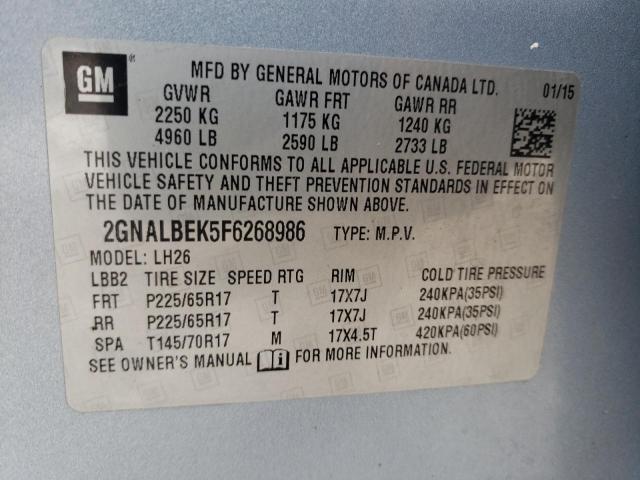 GM ®
MFD BY GENERAL MOTORS OF CANADA LTD. 01/15
GVWR GAWR FRT GAWR RR
2250 KG 1175 KG 1240 KG
4960 LB 2590 LB 2733 LB
THIS VEHICLE CONFORMS TO ALL APPLICABLE U.S. FEDERAL MOTOR
VEHICLE SAFETY AND THEFT PREVENTION STANDARDS IN EFFECT ON
THE DATE OF MANUFACTURE SHOWN ABOVE.
2GNALBEK5F6268986 TYPE: M.P.V.
MODEL: LH26
LBB2 TIRE SIZE SPEED RTG RIM COLD TIRE PRESSURE
FRT P225/65R17 T 17X7J 240KPA(35PSI)
RR P225/65R17 T 17X7J 240KPA(35PSI)
SPA T145/70R17 M 17X4.5T 420KPA(60PSI)
SEE OWNER'S MANUAL FOR MORE INFORMATION.